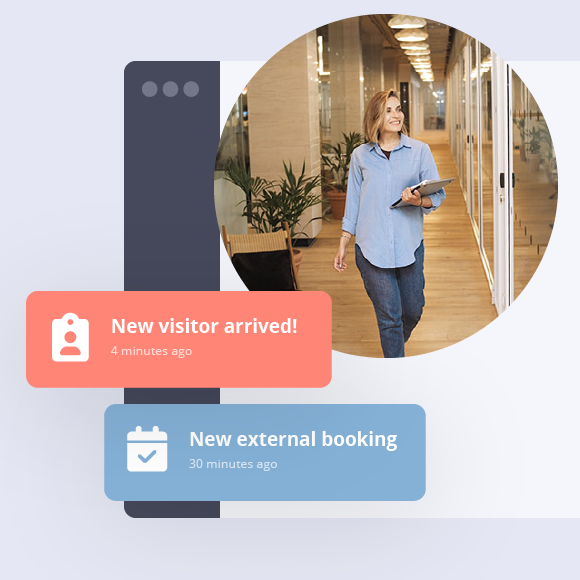 New visitor arrived!
4 minutes ago
New external booking
30 minutes ago